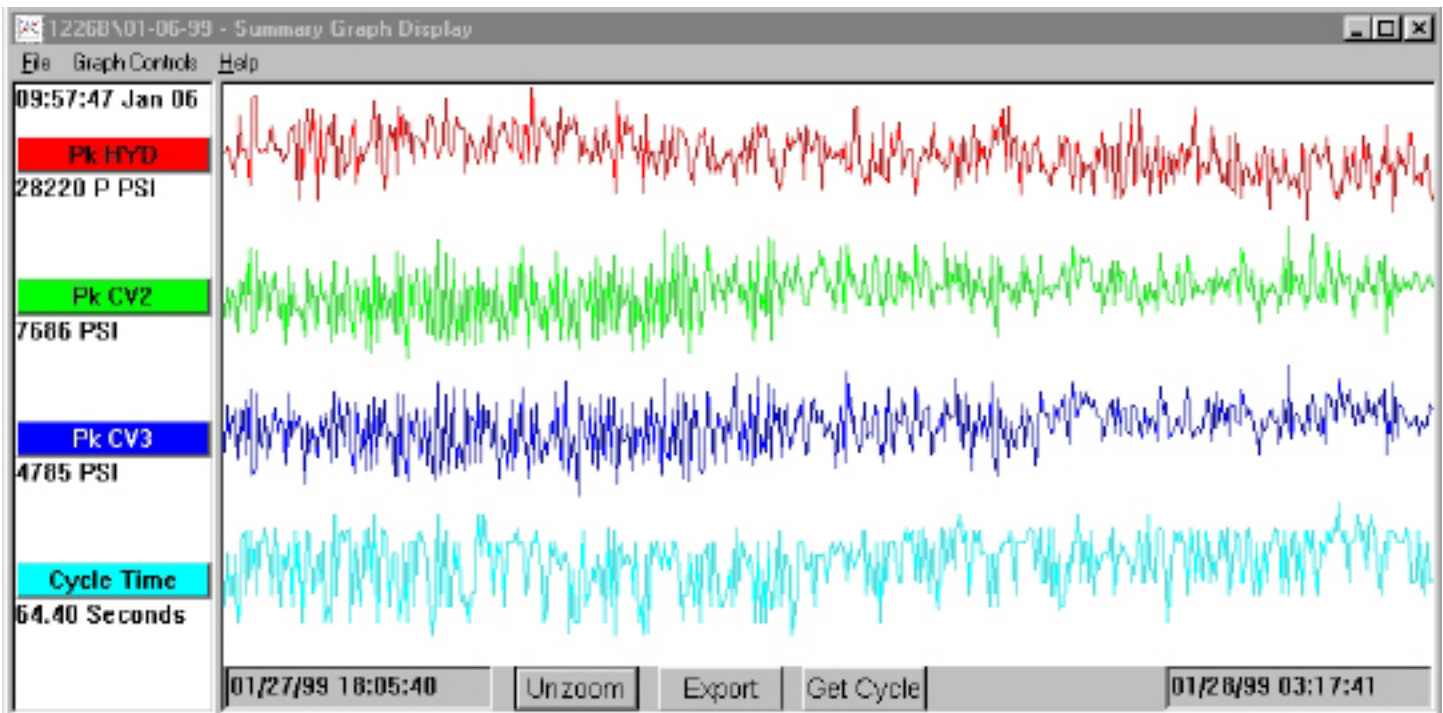 12268\01-06-99 - Summary Graph Display
File Graph Controls Help
09:57:47 Jan 06
Pk HYD
28220 P PSI
Pk CV2
7686 PSI
Pk CV3
4785 PSI
Cycle Time
64.40 Seconds
01/27/99 18:05:40
Unzoom
Export
Get Cycle
01/28/99 03:17:41